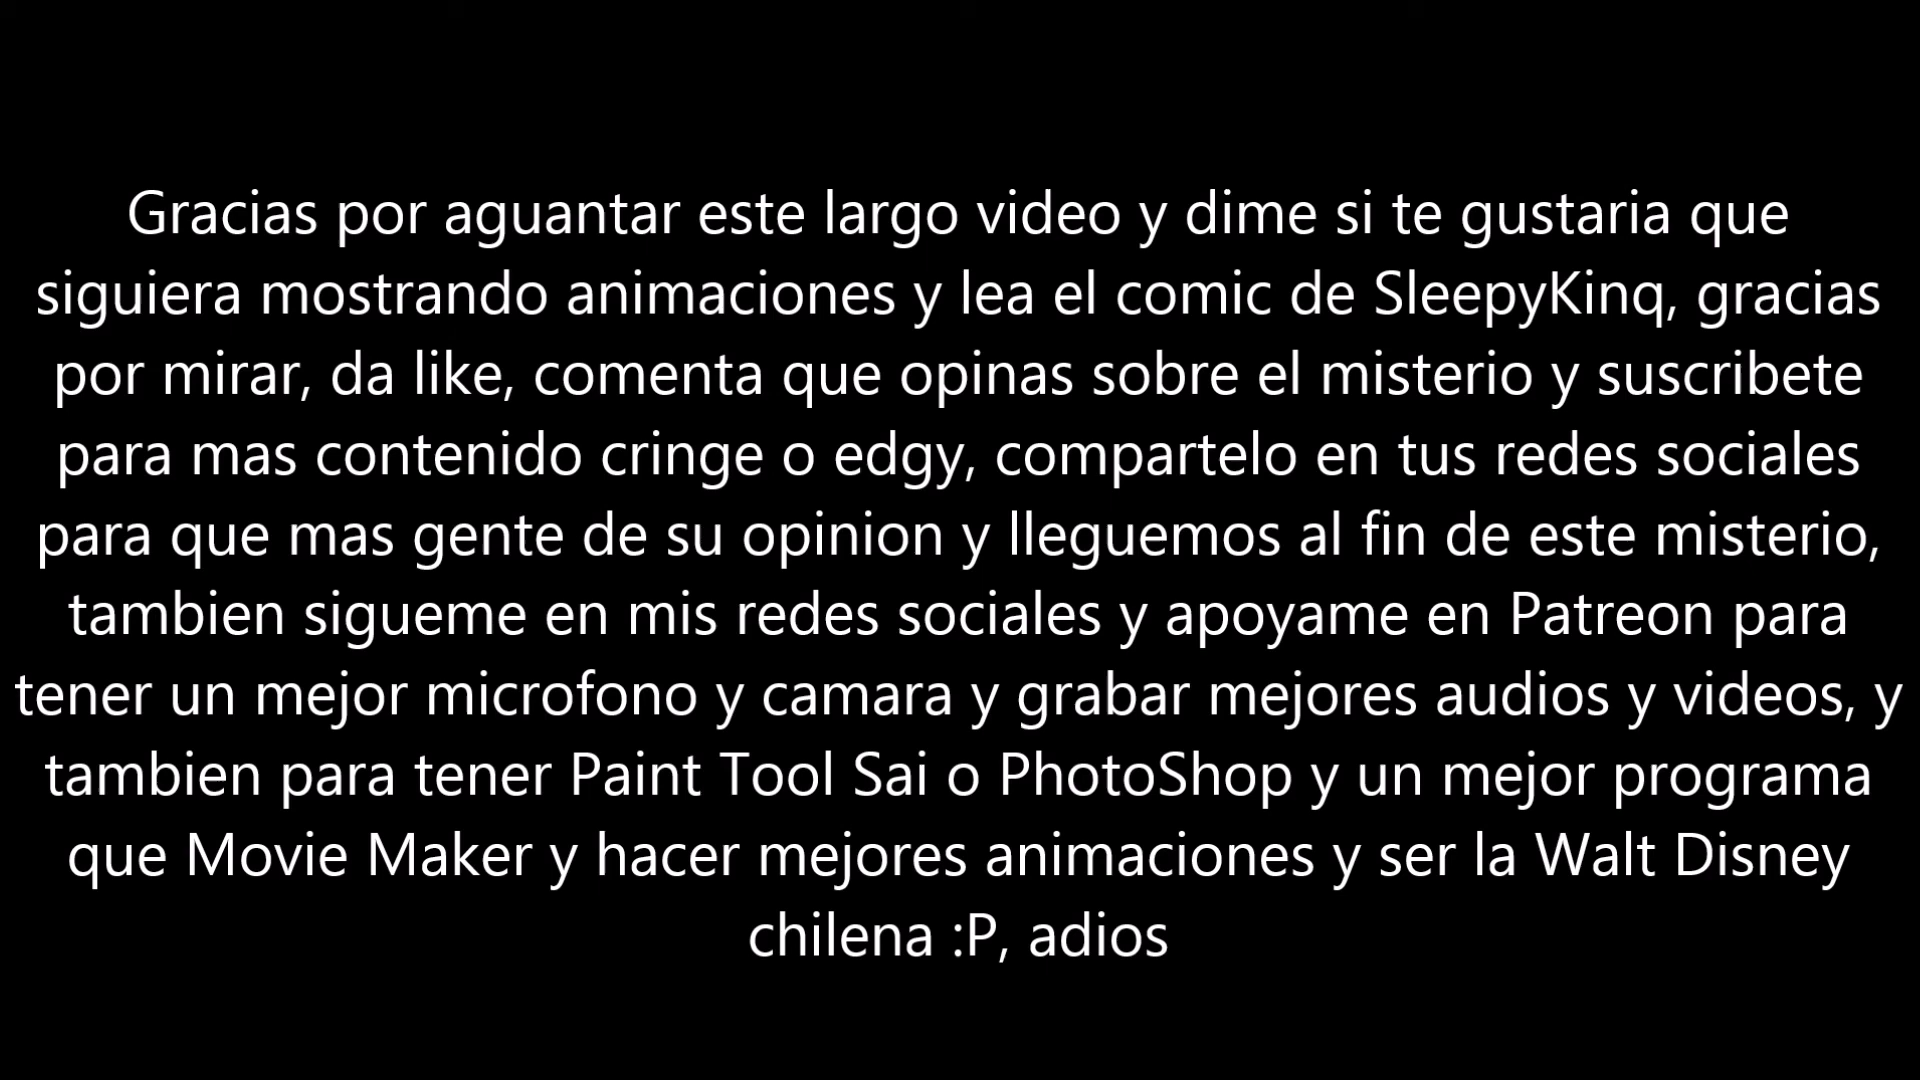 Gracias por aguantar este largo video y dime si te gustaria que
siguiera mostrando animaciones y lea el comic de SleepyKinq, gracias
por mirar, da like, comenta que opinas sobre el misterio y suscribete
para mas contenido cringe o edgy, compartelo en tus redes sociales
para que mas gente de su opinion y lleguemos al fin de este misterio,
tambien sigueme en mis redes sociales y apoyame en Patreon para
tener un mejor microfono y camara y grabar mejores audios y videos, y
tambien para tener Paint Tool Sai o PhotoShop y un mejor programa
que Movie Maker y hacer mejores animaciones y ser la Walt Disney
chilena :P, adios